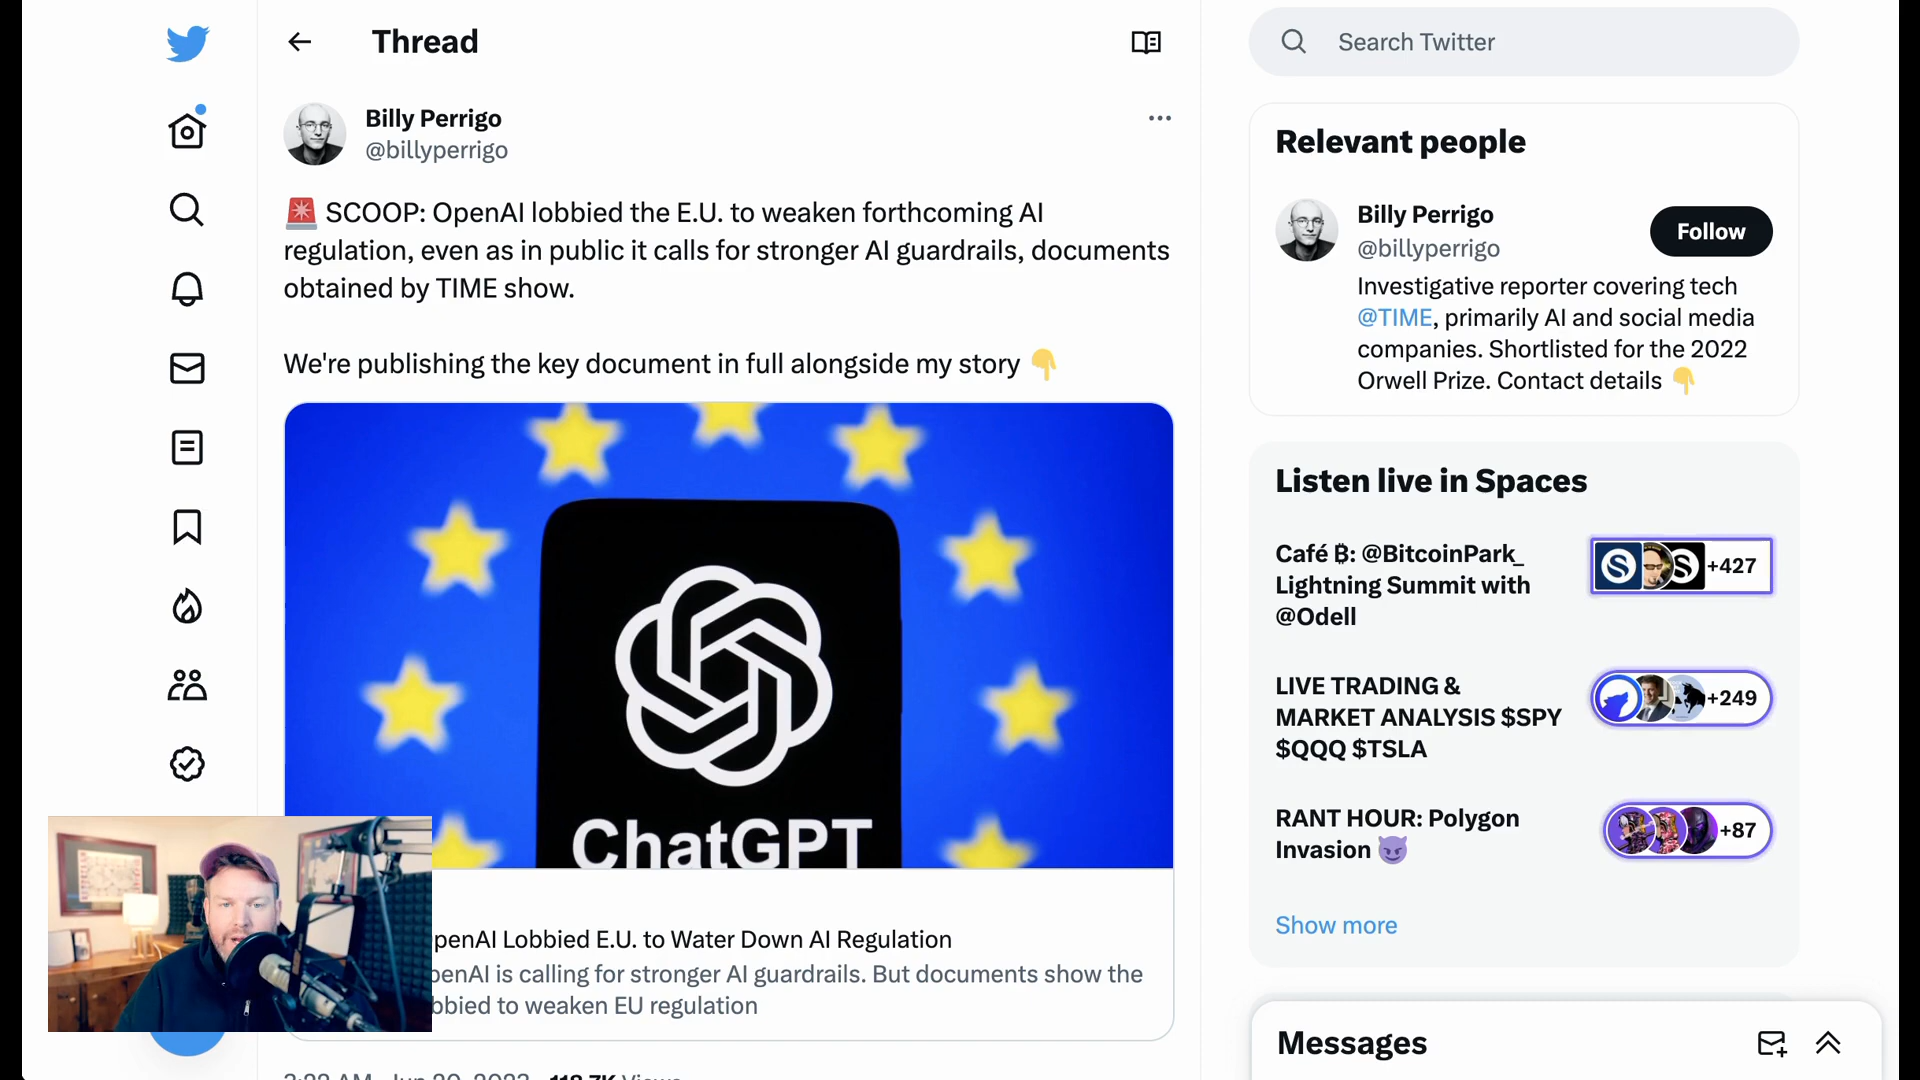 Thread
Billy Perrigo
@billyperrigo
🚨 SCOOP: OpenAI lobbied the E.U. to weaken forthcoming AI
regulation, even as in public it calls for stronger AI guardrails, documents
obtained by TIME show.
We're publishing the key document in full alongside my story 👇
ChatGPT
penAI Lobbied E.U. to Water Down AI Regulation
penAI is calling for stronger AI guardrails. But documents show the
bbied to weaken EU regulation
118.7K Views
Search Twitter
Relevant people
Billy Perrigo
@billyperrigo
Follow
Investigative reporter covering tech
@TIME, primarily AI and social media
companies. Shortlisted for the 2022
Orwell Prize. Contact details 👇
Listen live in Spaces
Café ₿: @BitcoinPark_
Lightning Summit with
@Odell
+427
LIVE TRADING &
MARKET ANALYSIS $SPY
$QQQ $TSLA
+249
RANT HOUR: Polygon
Invasion 😈
+87
Show more
Messages